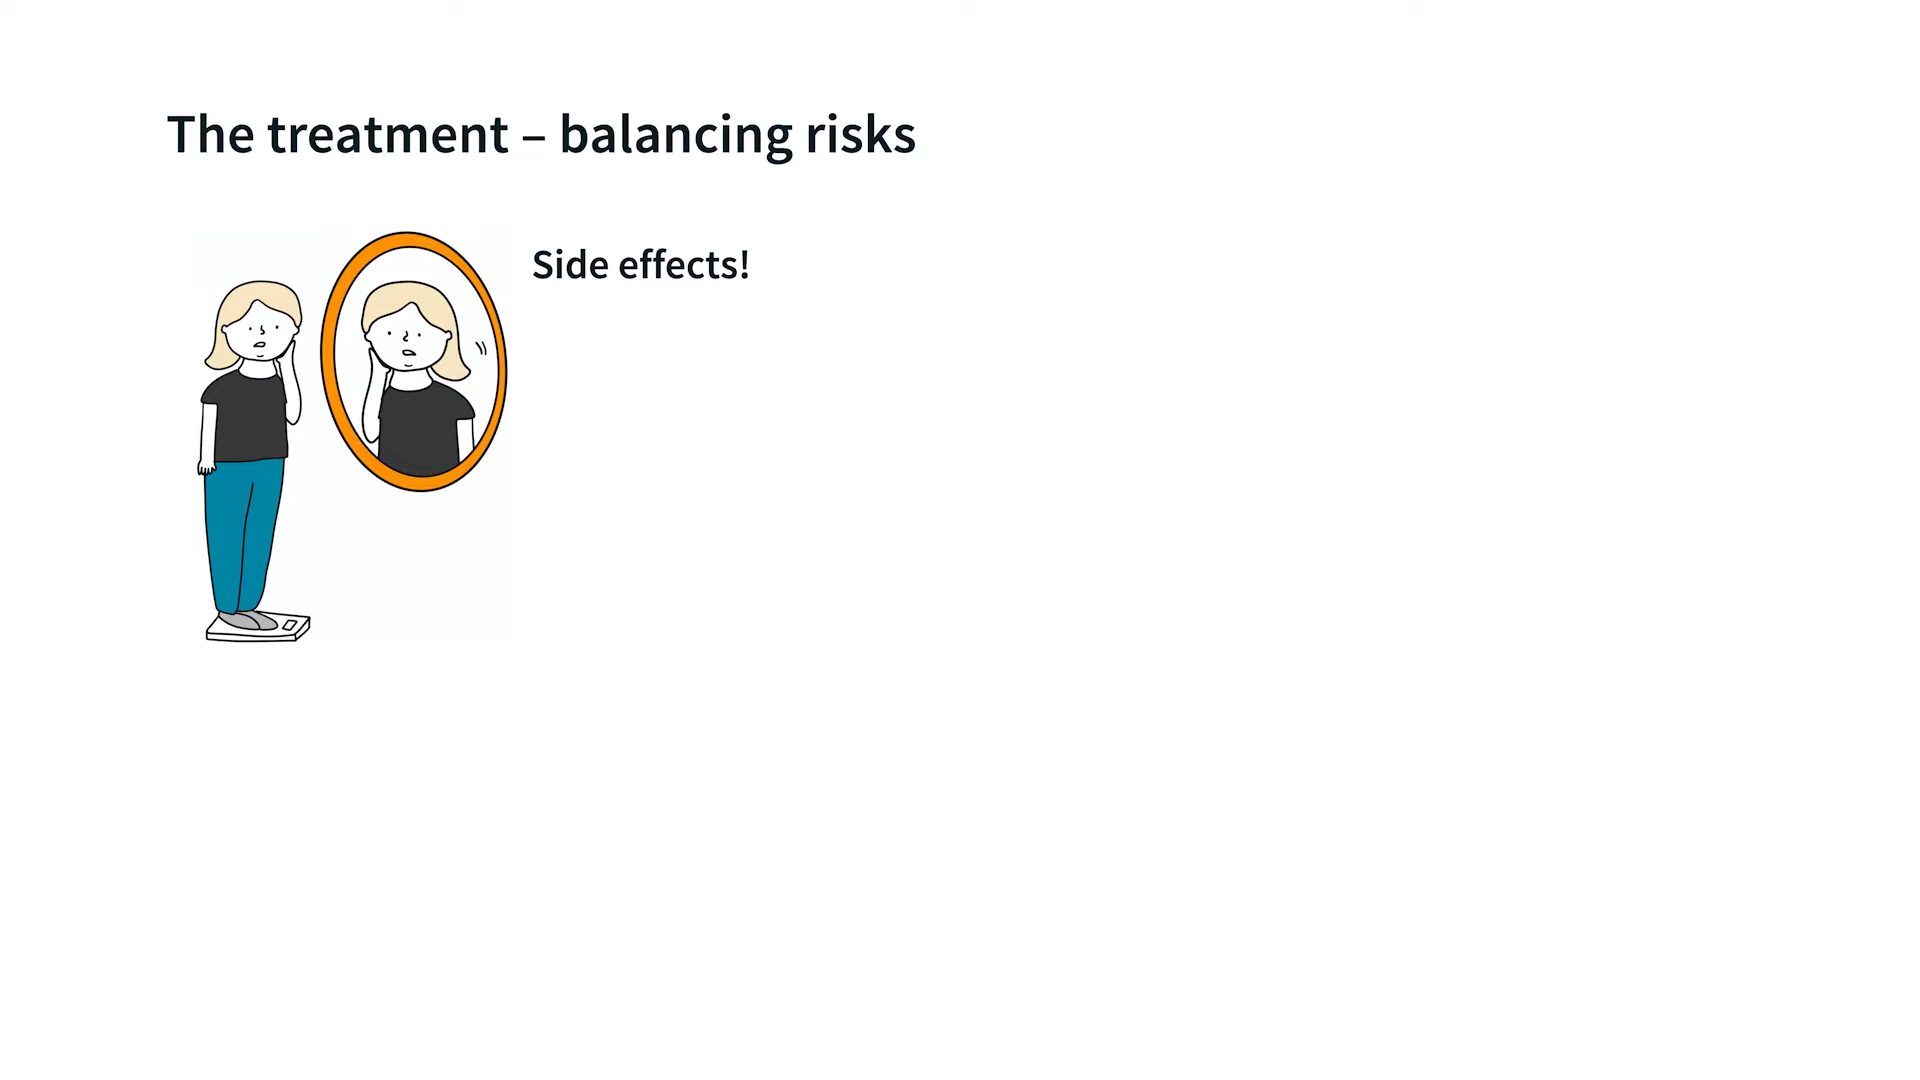 The treatment – balancing risks
Side effects!